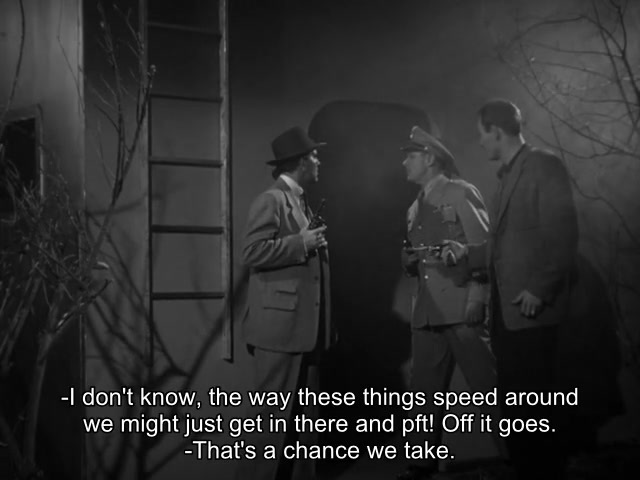 -I don't know, the way these things speed around
we might just get in there and pft! Off it goes.
-That's a chance we take.